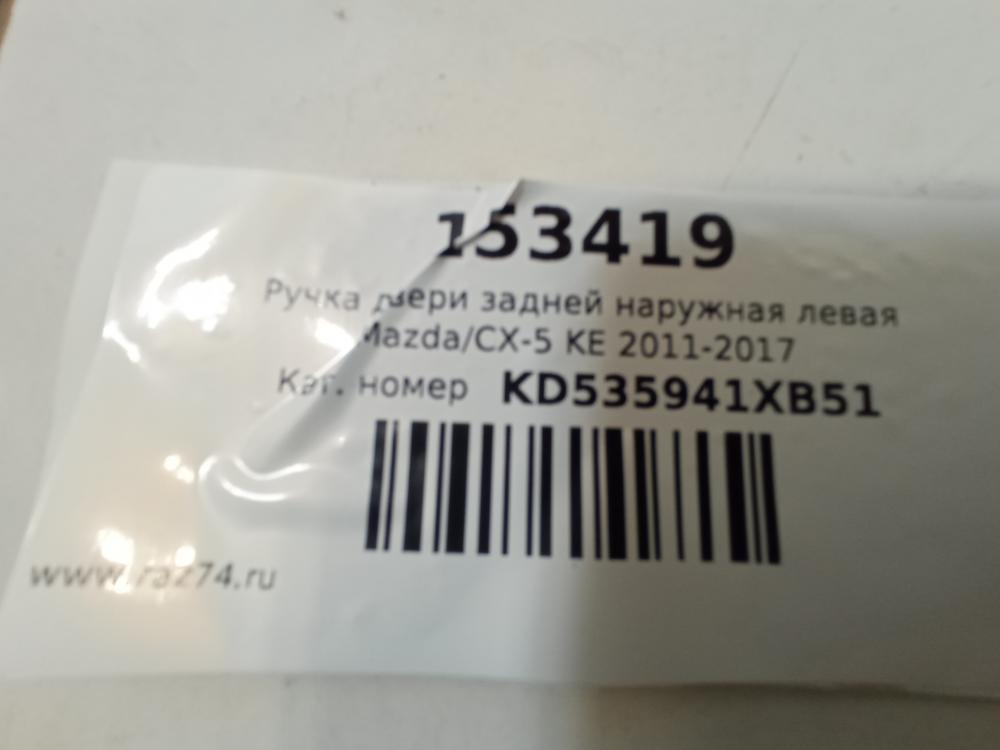 153419
Ручка двери задней наружная левая
Mazda/CX-5 KE 2011-2017
Кат. номер KD535941XB51
www.raz74.ru